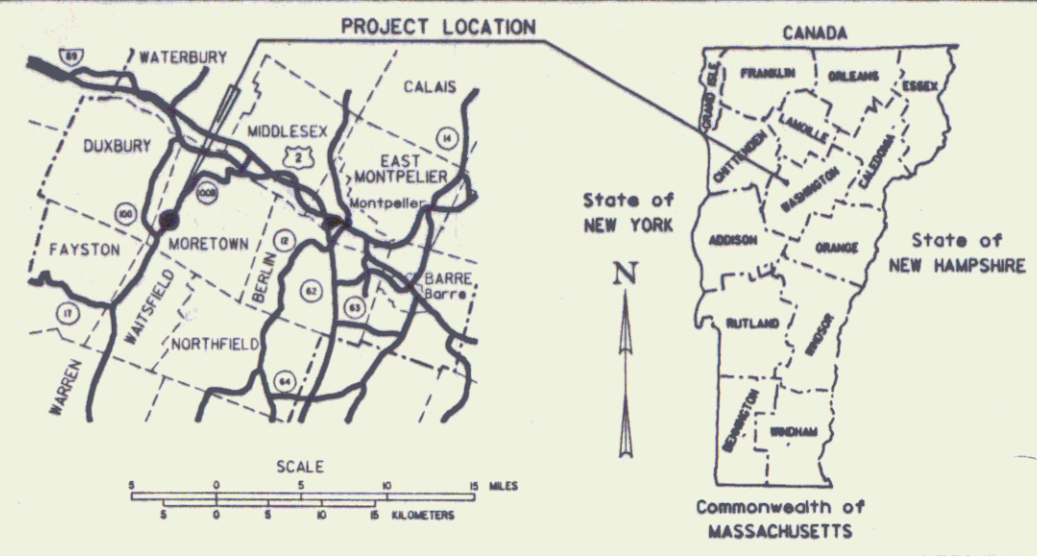 PROJECT LOCATION
89
WATERBURY
CALAIS
14
MIDDLESEX
2
DUXBURY
EAST
MONTPELIER
Montpelier
100B
100
FAYSTON
MORETOWN
12
BERLIN
62
63
BARRE
Barre
17
WAITSFIELD
NORTHFIELD
64
WARREN
SCALE
5 0 5 10 15 MILES
5 0 5 10 15 KILOMETERS
N
CANADA
GRAND ISLE
FRANKLIN
ORLEANS
ESSEX
LAMOILLE
CHITTENDEN
WASHINGTON
CALEDONIA
State of
NEW YORK
ADDISON
ORANGE
State of
NEW HAMPSHIRE
RUTLAND
WINDSOR
BENNINGTON
WINDHAM
Commonwealth of
MASSACHUSETTS